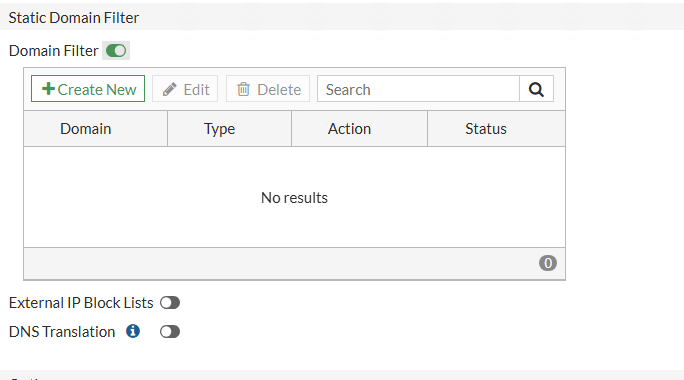 Static Domain Filter
Domain Filter
Create New Edit Delete Search
Domain Type Action Status
No results
0
External IP Block Lists
DNS Translation